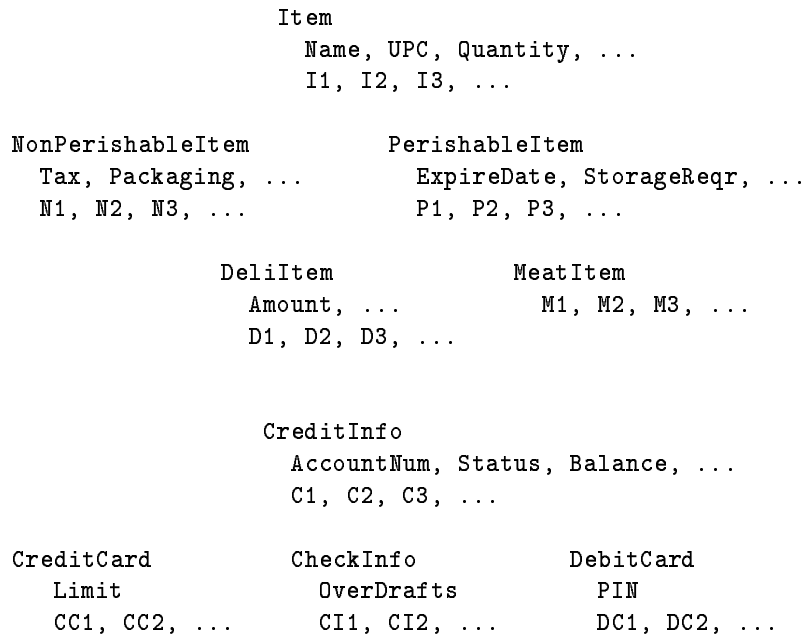 Item
Name, UPC, Quantity, ...
I1, I2, I3, ...
NonPerishableItem PerishableItem
Tax, Packaging, ... ExpireDate, StorageReqr, ...
N1, N2, N3, ... P1, P2, P3, ...
DeliItem MeatItem
Amount, ... M1, M2, M3, ...
D1, D2, D3, ...
CreditInfo
AccountNum, Status, Balance, ...
C1, C2, C3, ...
CreditCard CheckInfo DebitCard
Limit OverDrafts PIN
CC1, CC2, ... CI1, CI2, ... DC1, DC2, ...